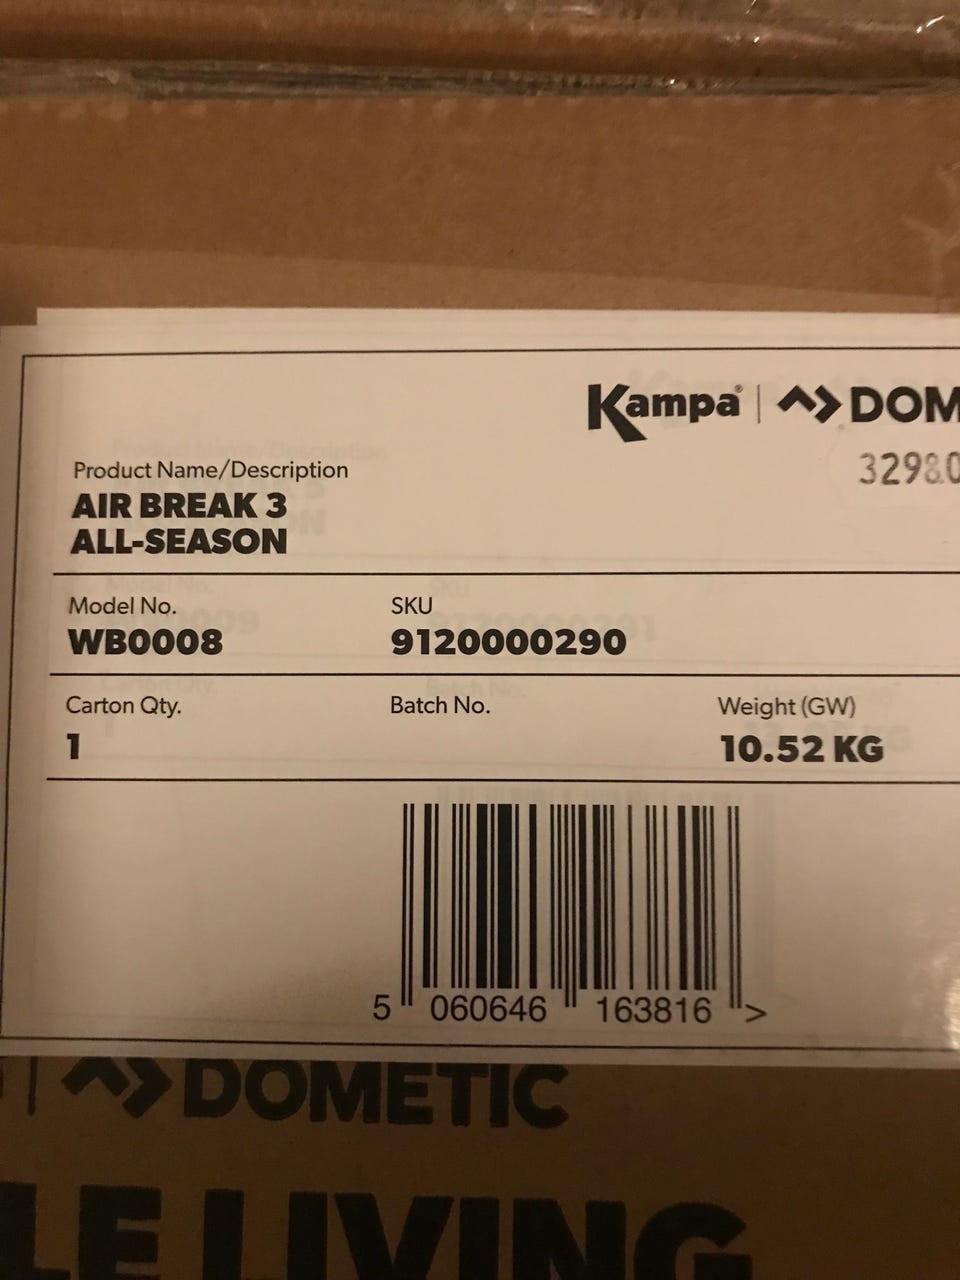 Kampa® | DOM
32980
Product Name/Description
AIR BREAK 3
ALL-SEASON
Model No. SKU
WB0008 9120000290
Carton Qty. Batch No. Weight (GW)
1 10.52 KG
5 060646 163816 >
DOMETIC
LE LIVING